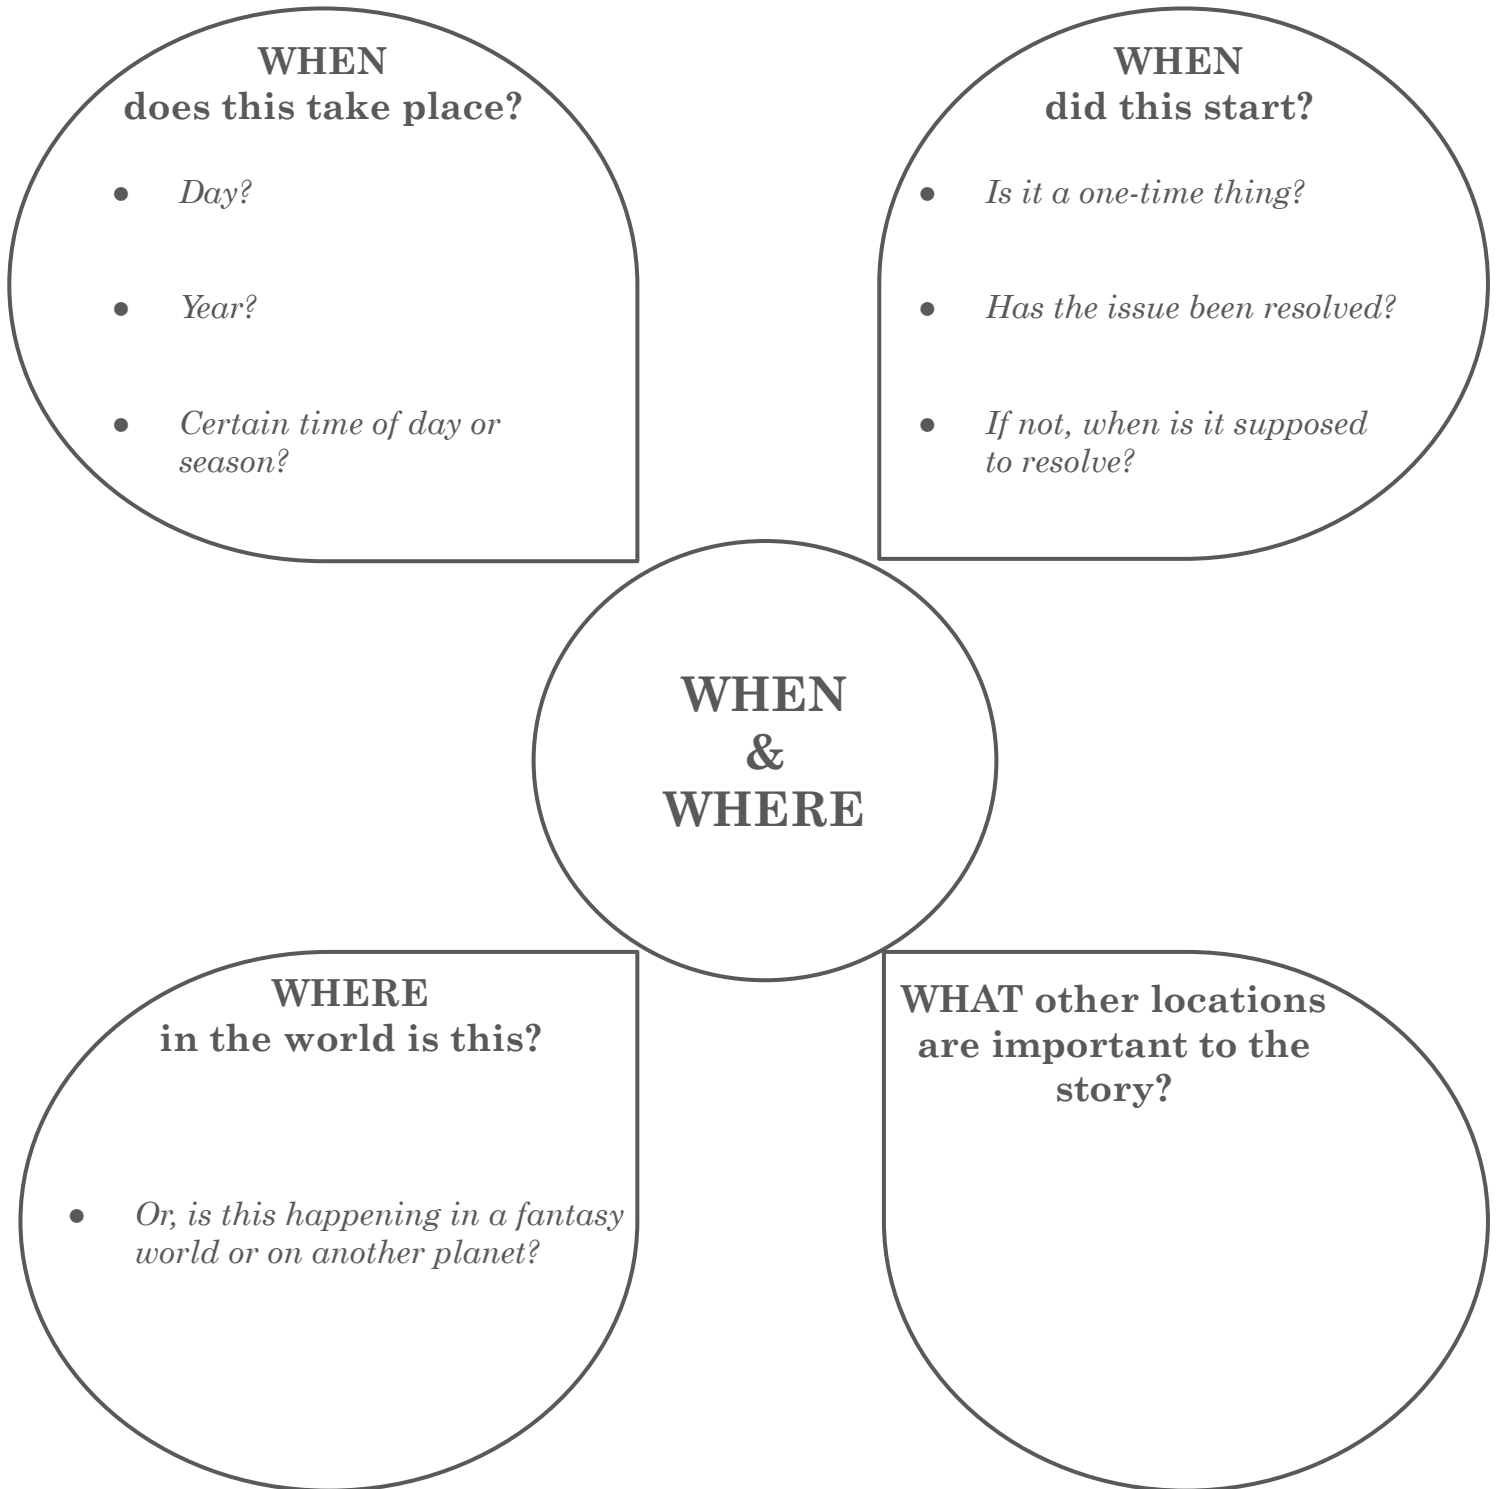 WHEN
does this take place?
● Day?
● Year?
● Certain time of day or
season?
WHEN
did this start?
● Is it a one-time thing?
● Has the issue been resolved?
● If not, when is it supposed
to resolve?
WHEN
&
WHERE
WHERE
in the world is this?
● Or, is this happening in a fantasy
world or on another planet?
WHAT other locations
are important to the
story?